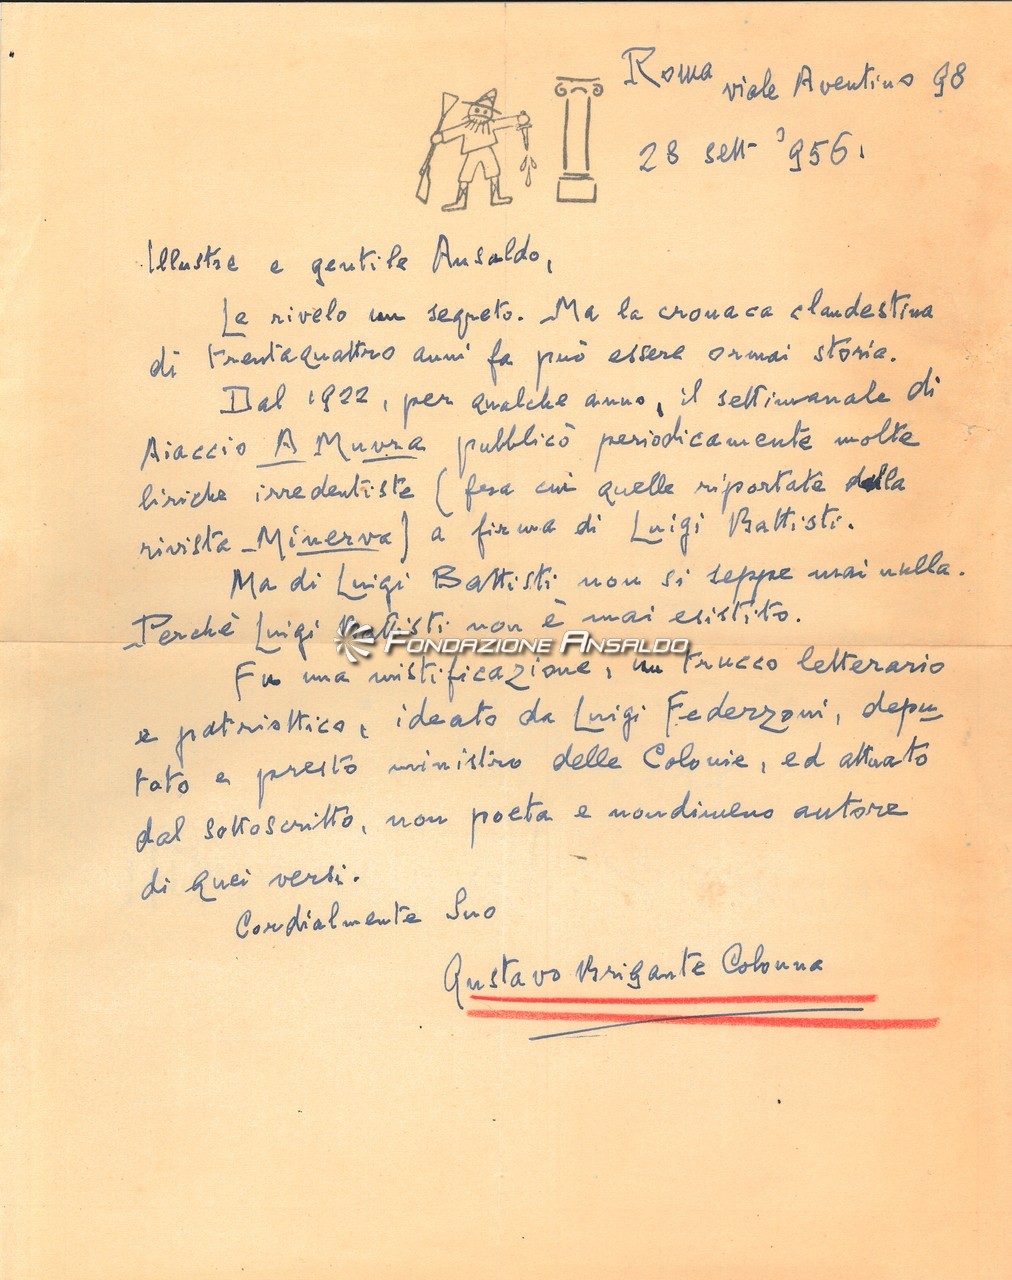 Roma viale Aventino 98
28 sett. '956.
Illustre e gentile Ansaldo,
Le rivelo un segreto. Ma la cronaca clandestina
di trentaquattro anni fa può essere ormai storia.
Dal 1922, per qualche anno, il settimanale di
Aiaccio A Muvra pubblicò periodicamente molte
liriche irredentiste (fra cui quelle riportate dalla
rivista Minerva) a firma di Luigi Battisti.
Ma di Luigi Battisti non si seppe mai nulla.
Perchè Luigi Battisti non è mai esistito.
FONDAZIONE ANSALDO
Fu una mistificazione, un trucco letterario
e patriottico, ideato da Luigi Federzoni, depu
tato e presto ministro delle Colonie, ed attuato
dal sottoscritto, non poeta e nondimeno autore
di quei versi.
Cordialmente Suo
Gustavo Brigante Colonna